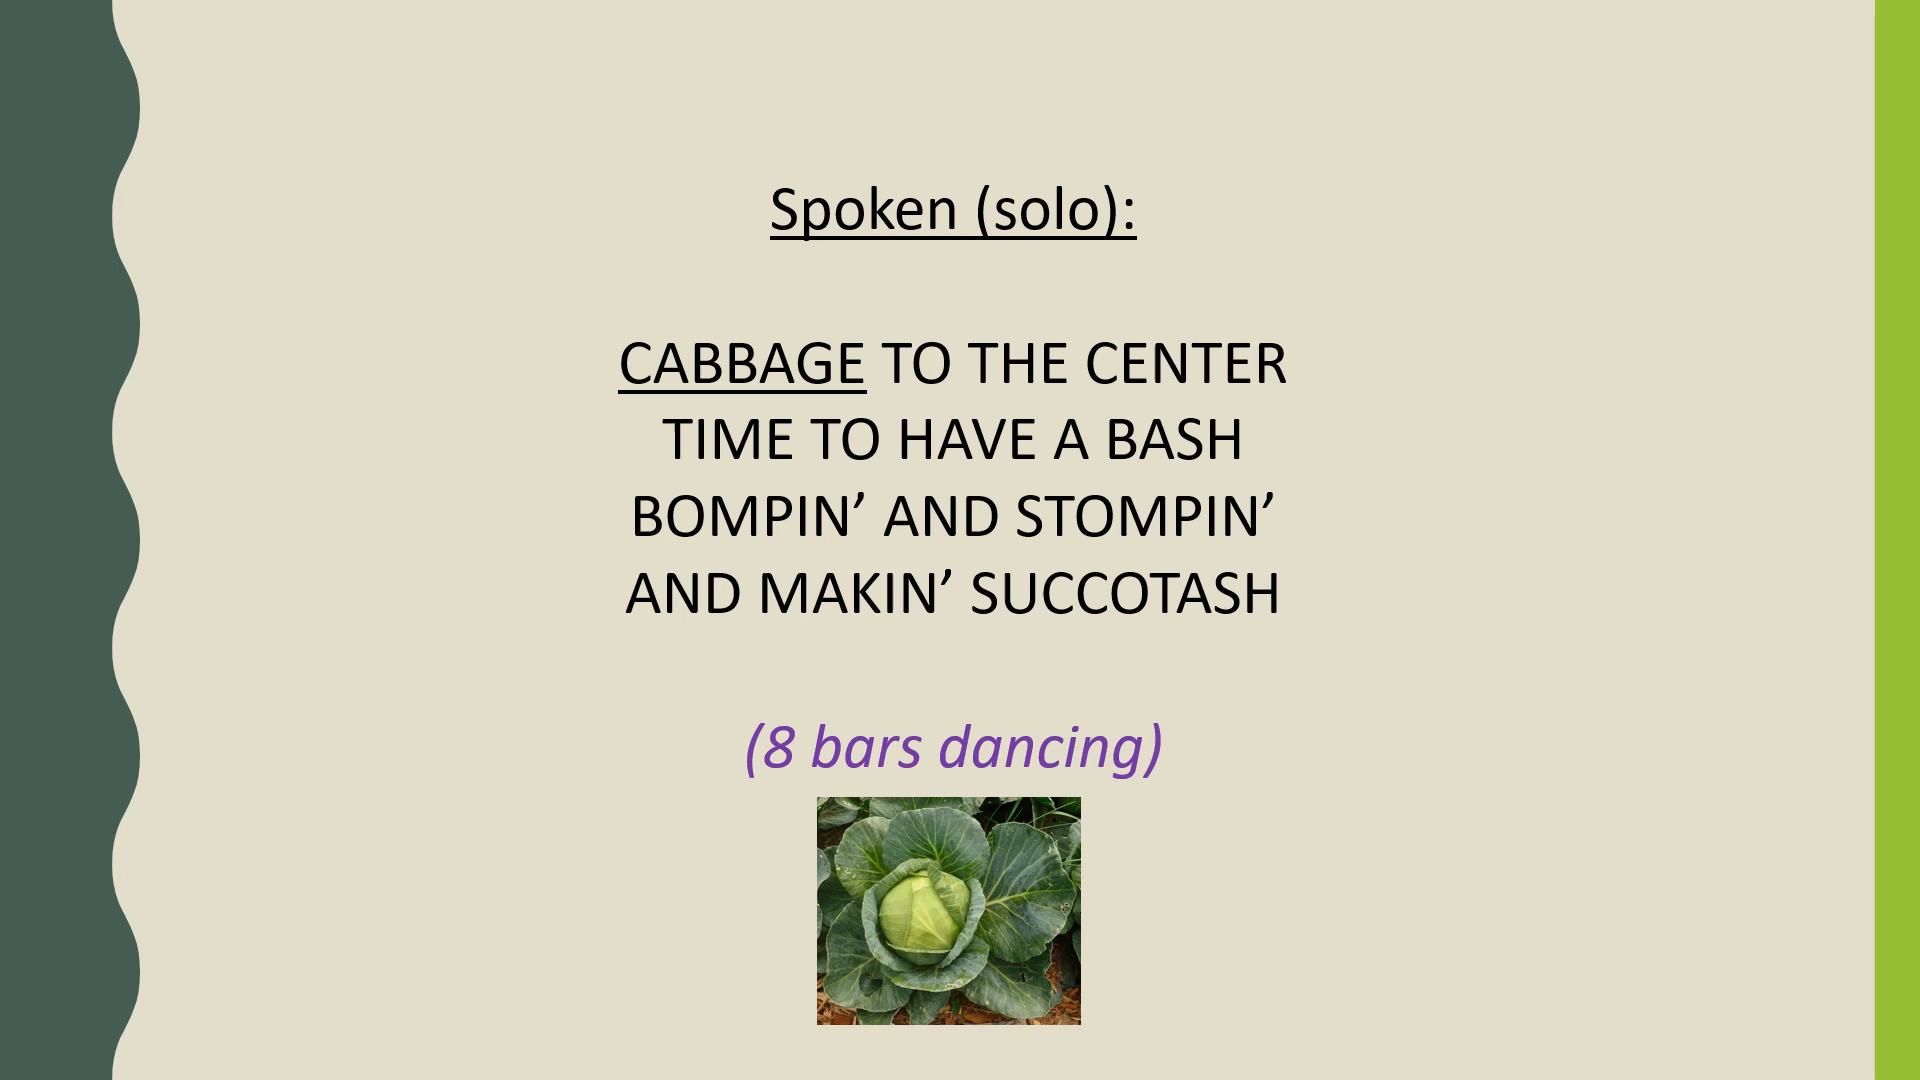 Spoken (solo):
CABBAGE TO THE CENTER
TIME TO HAVE A BASH
BOMPIN’ AND STOMPIN’
AND MAKIN’ SUCCOTASH
(8 bars dancing)